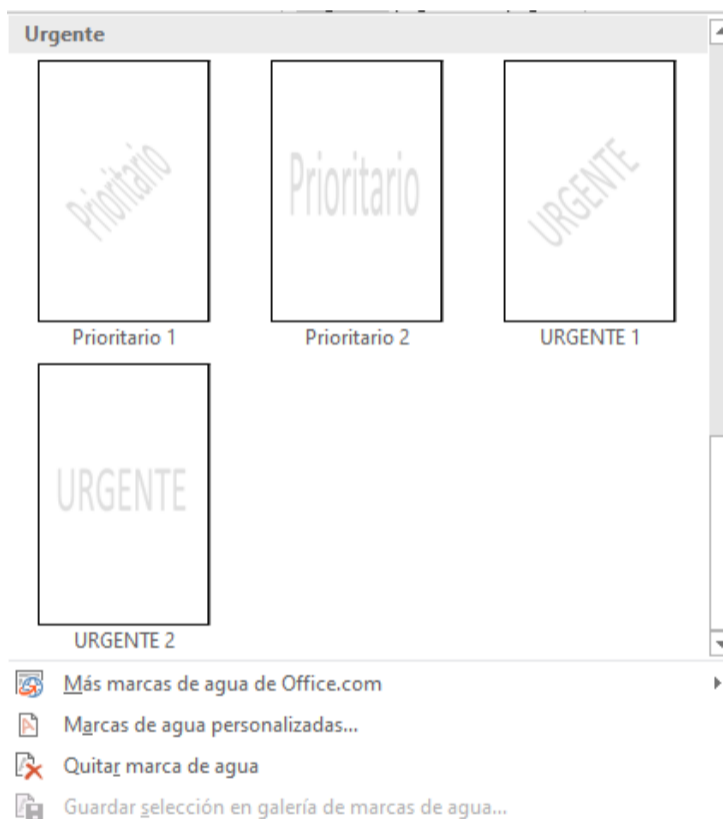 Urgente
Prioritario
Prioritario
URGENTE
Prioritario 1
Prioritario 2
URGENTE 1
URGENTE
URGENTE 2
Más marcas de agua de Office.com
Marcas de agua personalizadas...
Quitar marca de agua
Guardar selección en galería de marcas de agua...